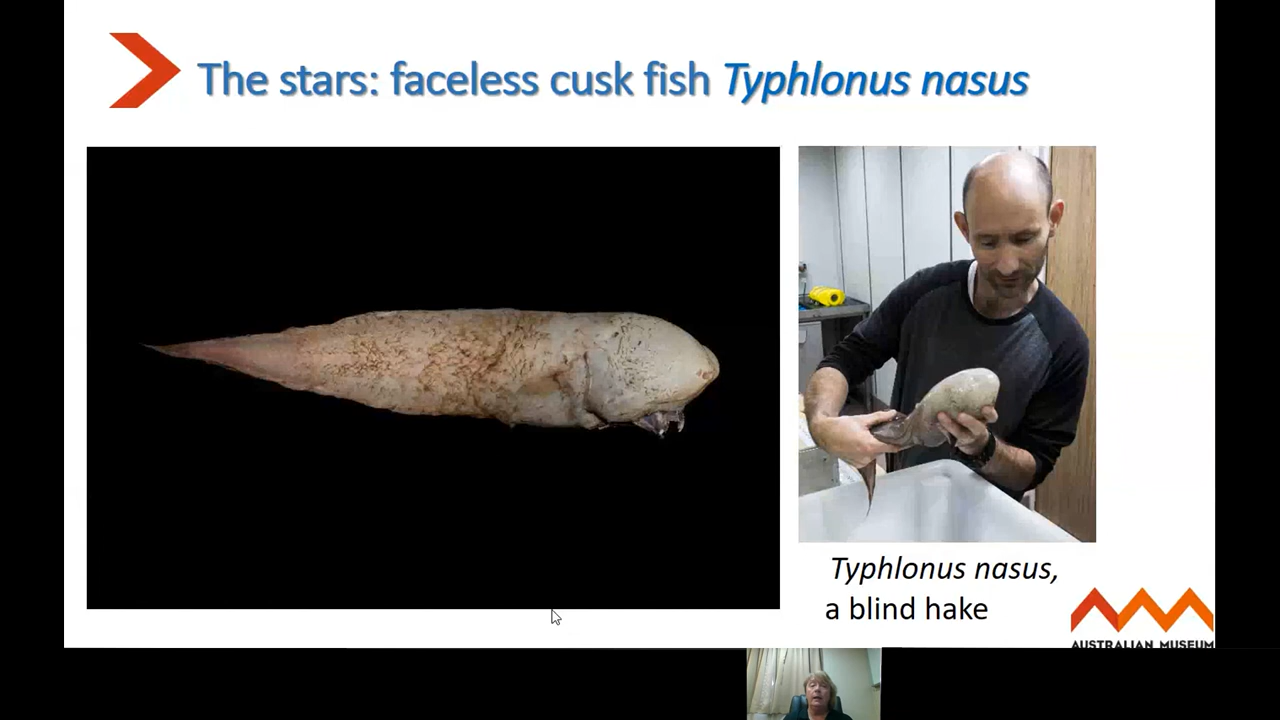 The stars: faceless cusk fish Typhlonus nasus
Typhlonus nasus,
a blind hake
AUSTRALIAN MUSEUM